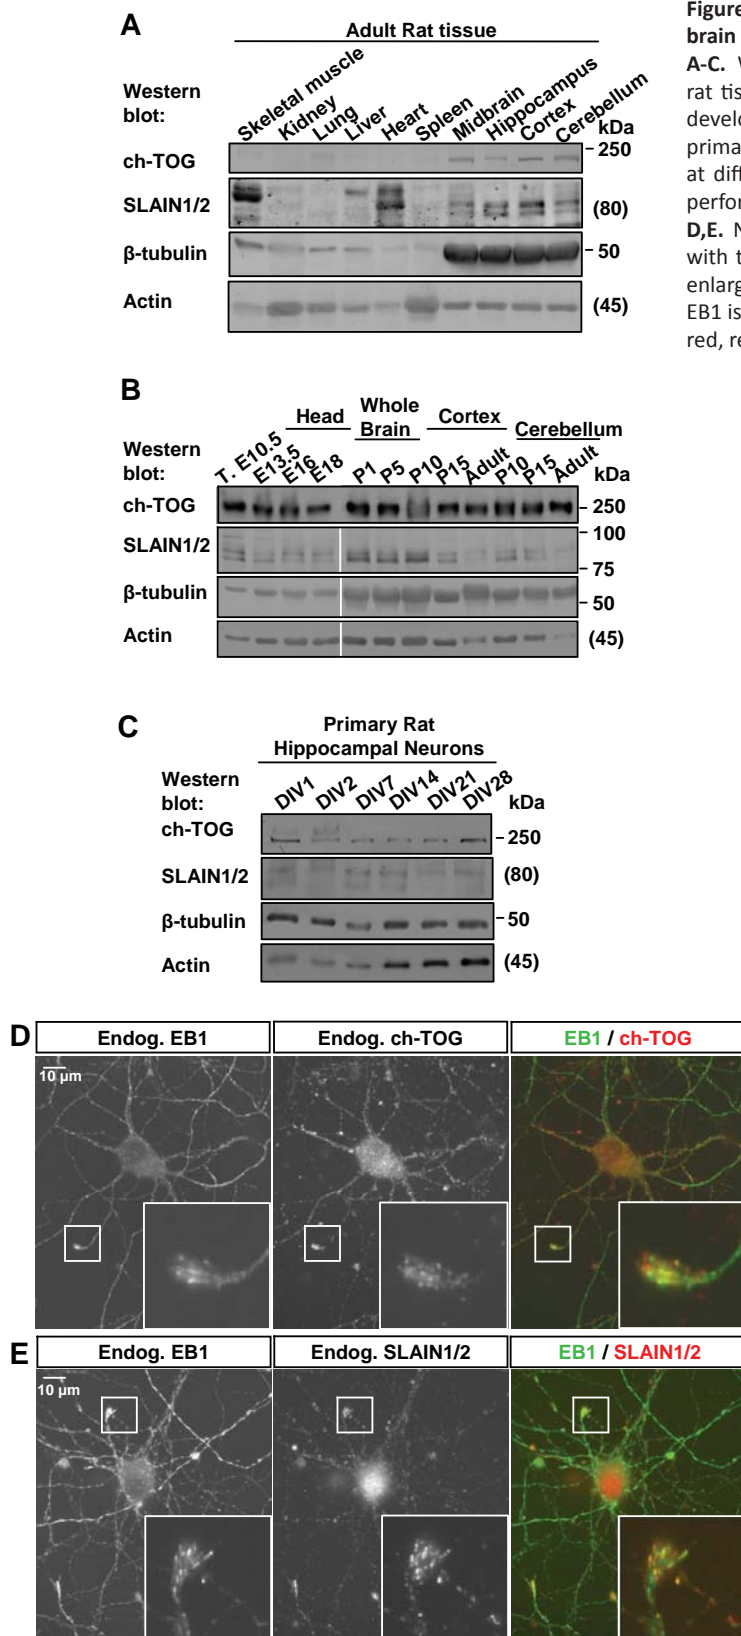 Figure
brain
A-C. W
rat tis
develo
prima
at diff
perfor
D,E. N
with t
enlarg
EB1 is
red, re
A
Adult Rat tissue
Western
blot:
Skeletal muscle
Kidney
Lung
Liver
Heart
Spleen
Midbrain
Hippocampus
Cortex
Cerebellum
kDa
ch-TOG
250
SLAIN1/2
(80)
β-tubulin
50
Actin
(45)
B
Head
Whole
Brain
Cortex
Cerebellum
Western
blot:
T. E10.5
E13.5
E16
E18
P1
P5
P10
P15
Adult
P10
P15
Adult
kDa
ch-TOG
250
100
SLAIN1/2
75
β-tubulin
50
Actin
(45)
C
Primary Rat
Hippocampal Neurons
Western
blot:
DIV1
DIV2
DIV7
DIV14
DIV21
DIV28
kDa
ch-TOG
250
SLAIN1/2
(80)
β-tubulin
50
Actin
(45)
D
Endog. EB1
Endog. ch-TOG
EB1 / ch-TOG
10 μm
E
Endog. EB1
Endog. SLAIN1/2
EB1 / SLAIN1/2
10 μm